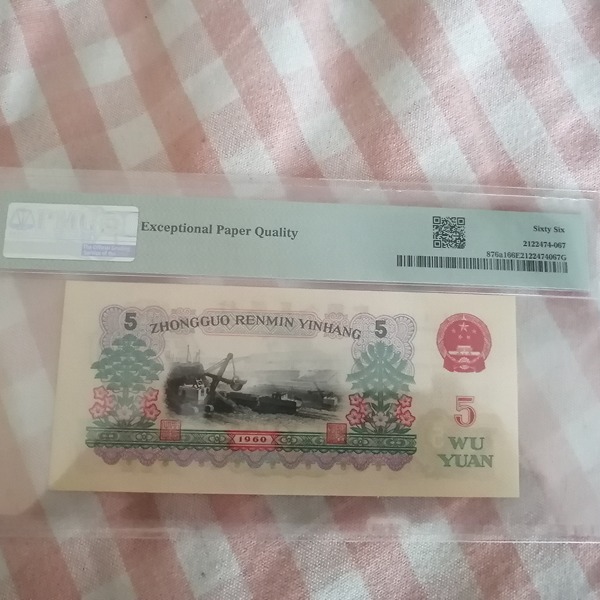 Exceptional Paper Quality
Sixty Six
2122474-067
876a166E2122474067G
5 ZHONGGUO RENMIN YINHANG 5
1960
5
WU
YUAN